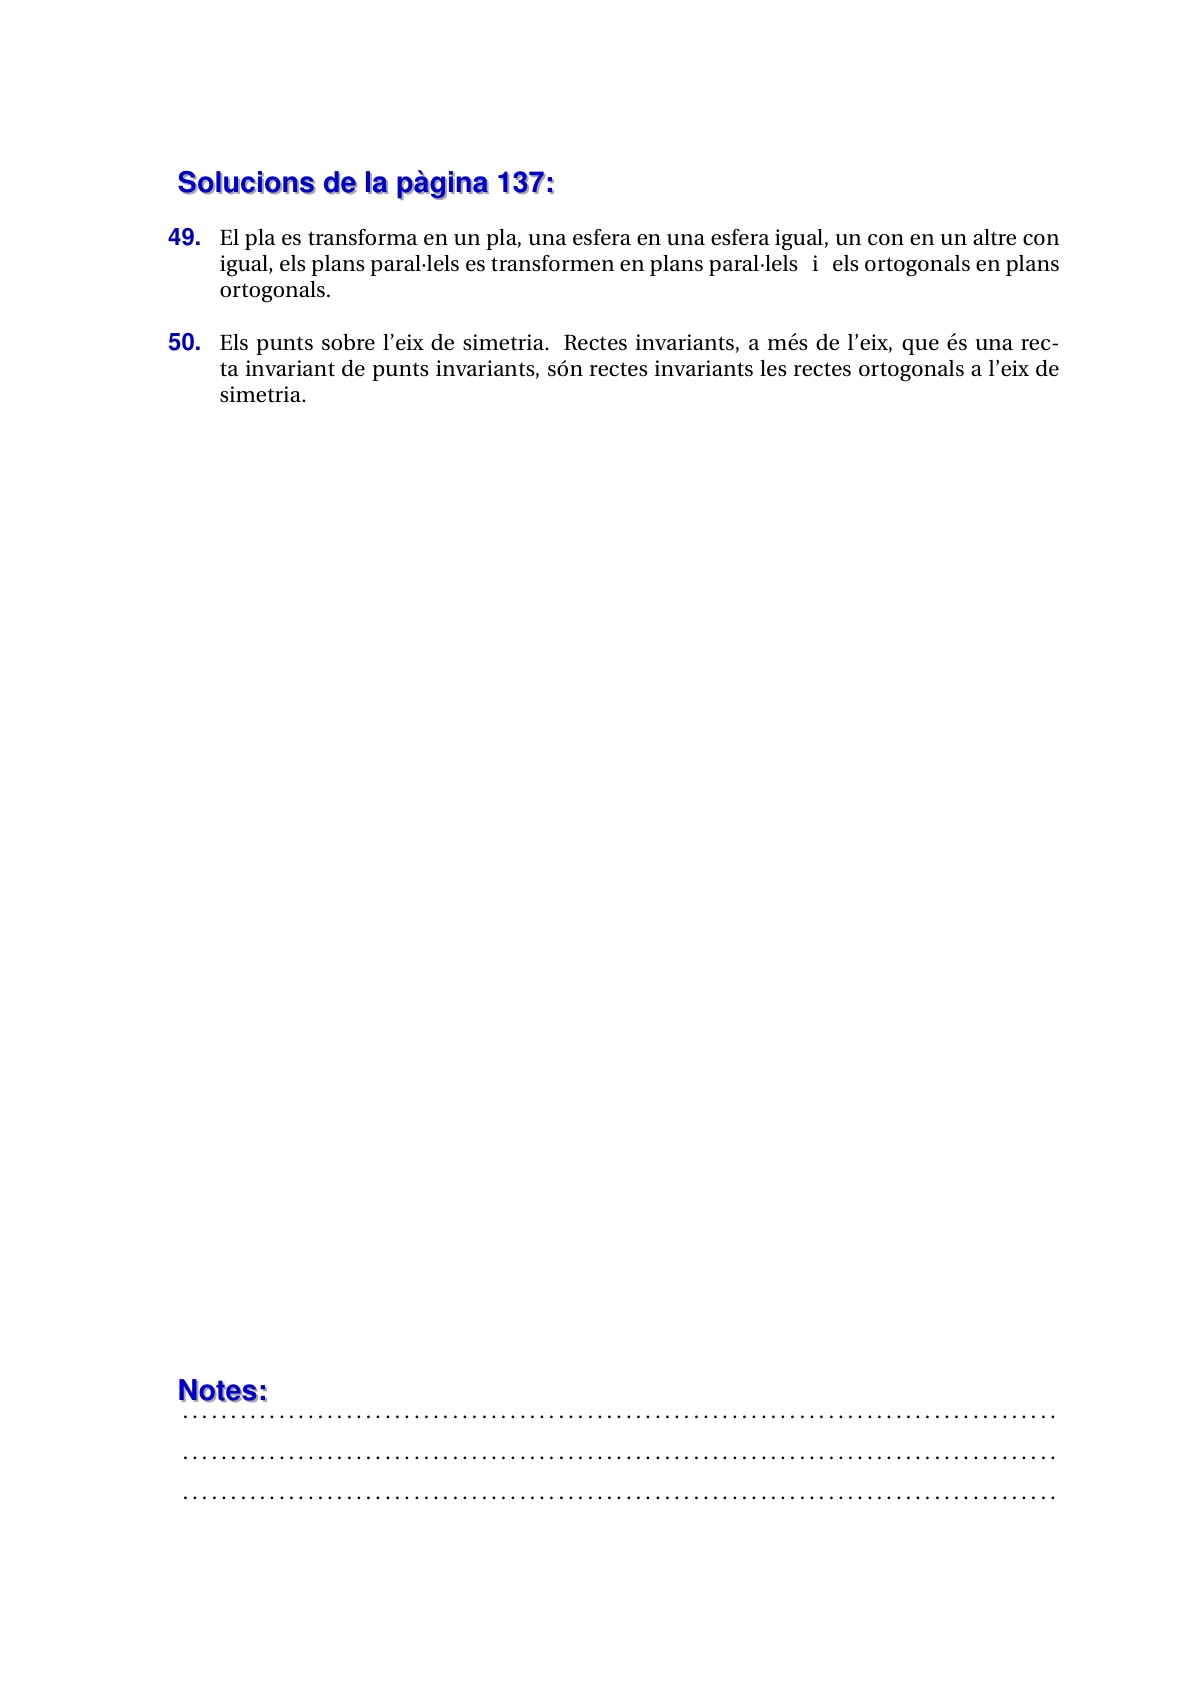 Solucions de la pàgina 137:
49. El pla es transforma en un pla, una esfera en una esfera igual, un con en un altre con
igual, els plans paral·lels es transformen en plans paral·lels i els ortogonals en plans
ortogonals.
50. Els punts sobre l'eix de simetria. Rectes invariants, a més de l'eix, que és una rec-
ta invariant de punts invariants, són rectes invariants les rectes ortogonals a l'eix de
simetria.
Notes: